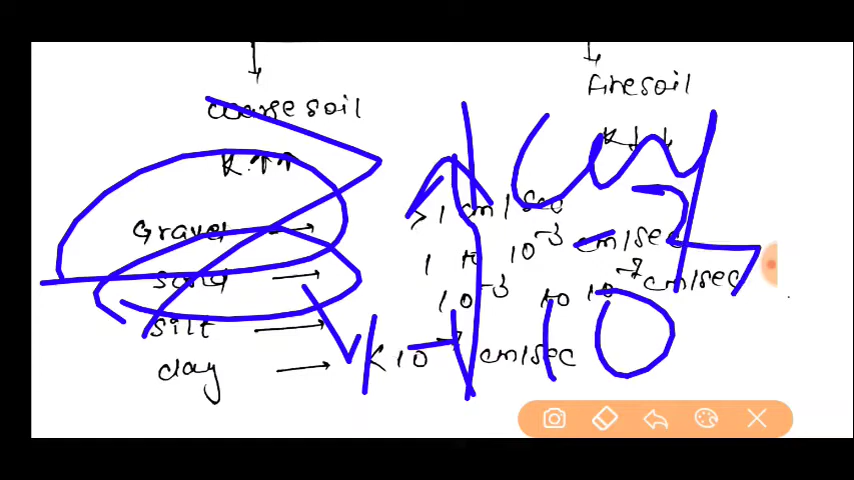 coarse soil fine soil
K↑↑ K↓↓
Gravel → >1 cm/sec
Sand → 1 to 10⁻³ cm/sec
silt → 10⁻³ to 10⁻⁷ cm/sec
clay → <10⁻⁷ cm/sec